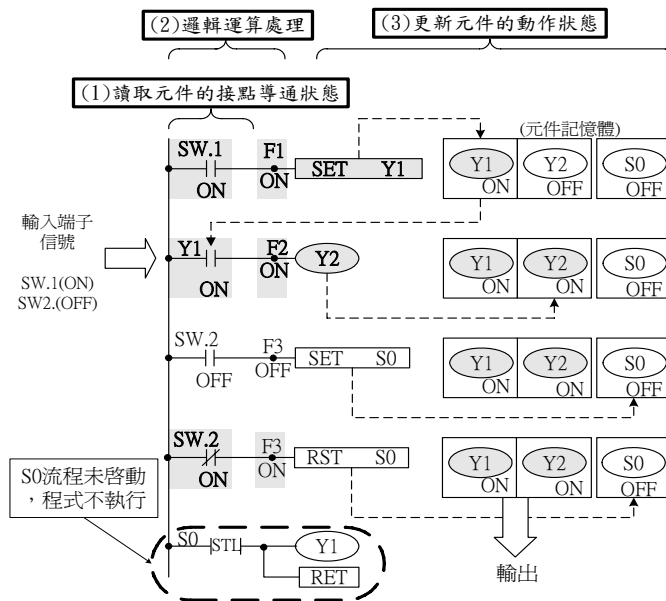 (2)邏輯運算處理
(3)更新元件的動作狀態
(1)讀取元件的接點導通狀態
(元件記憶體)
SW.1
ON
F1
ON
SET Y1
Y1
ON
Y2
OFF
S0
OFF
輸入端子
信號
SW.1(ON)
SW2.(OFF)
Y1
ON
F2
ON
Y2
Y1
ON
Y2
ON
S0
OFF
SW.2
OFF
F3
OFF
SET S0
Y1
ON
Y2
ON
S0
OFF
SW.2
ON
F3
ON
RST S0
Y1
ON
Y2
ON
S0
OFF
S0流程未啓動
，程式不執行
S0
STL
Y1
RET
輸出